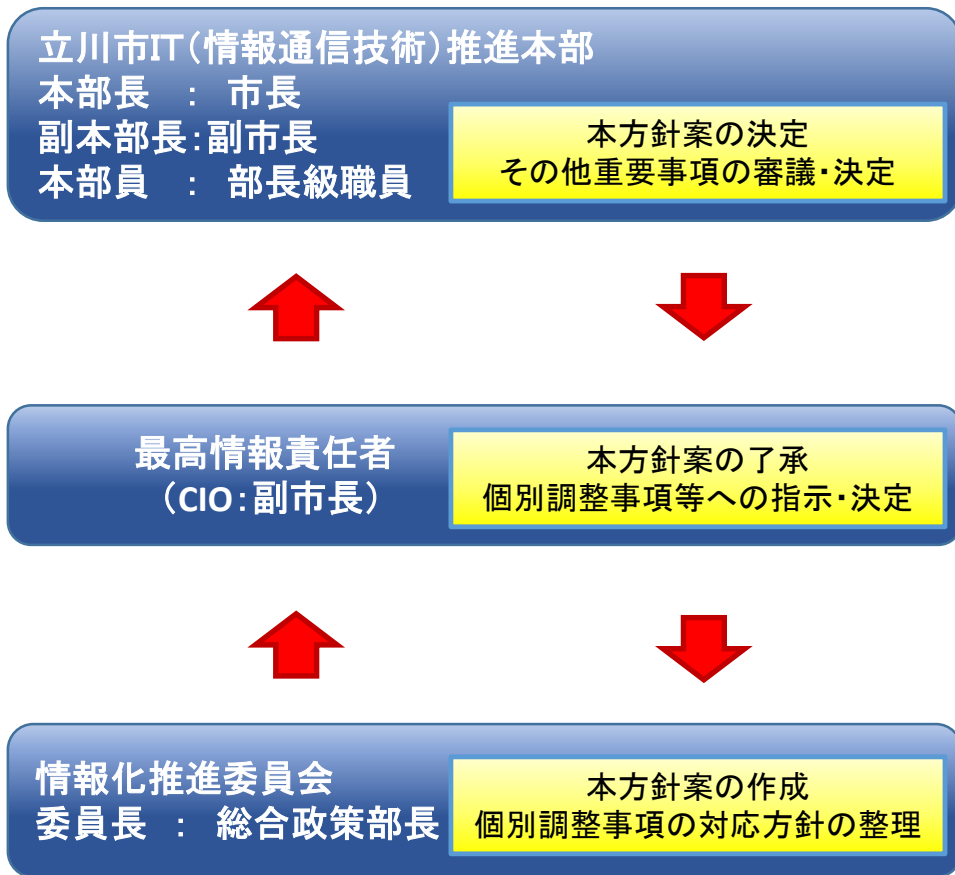 立川市IT(情報通信技術)推進本部
本部長 : 市長
副本部長:副市長
本部員 : 部長級職員
本方針案の決定
その他重要事項の審議・決定
最高情報責任者
(CIO:副市長)
本方針案の了承
個別調整事項等への指示・決定
情報化推進委員会
委員長 : 総合政策部長
本方針案の作成
個別調整事項の対応方針の整理